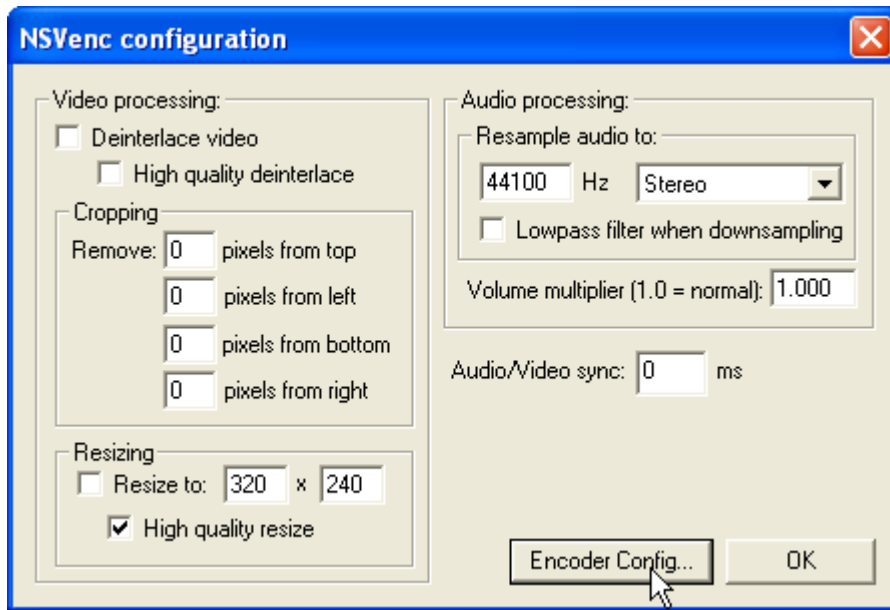 NSVenc configuration
Video processing:
Deinterlace video
High quality deinterlace
Cropping
Remove: 0 pixels from top
0 pixels from left
0 pixels from bottom
0 pixels from right
Resizing
Resize to: 320 x 240
High quality resize
Audio processing:
Resample audio to:
44100 Hz Stereo
Lowpass filter when downsampling
Volume multiplier (1.0 = normal): 1.000
Audio/Video sync: 0 ms
Encoder Config...
OK